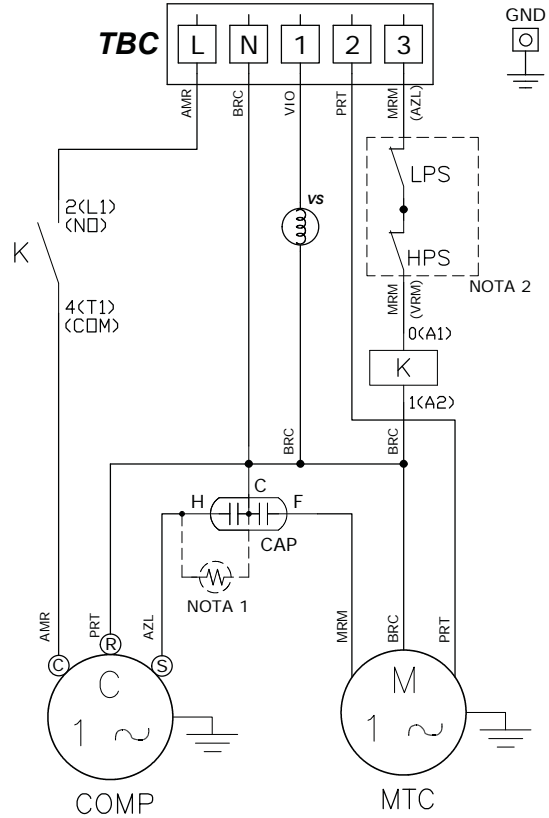 GND
TBC L N 1 2 3
AMR BRC VIO PRT MRM (AZL)
LPS
VS
2(L1)
(NO)
K
HPS
NOTA 2
MRM (VRM)
4(T1)
(COM)
0(A1)
K
1(A2)
BRC BRC
C
H F
CAP
NOTA 1
AMR PRT AZL MRM BRC PRT
C R S
C
1
M
1
COMP
MTC